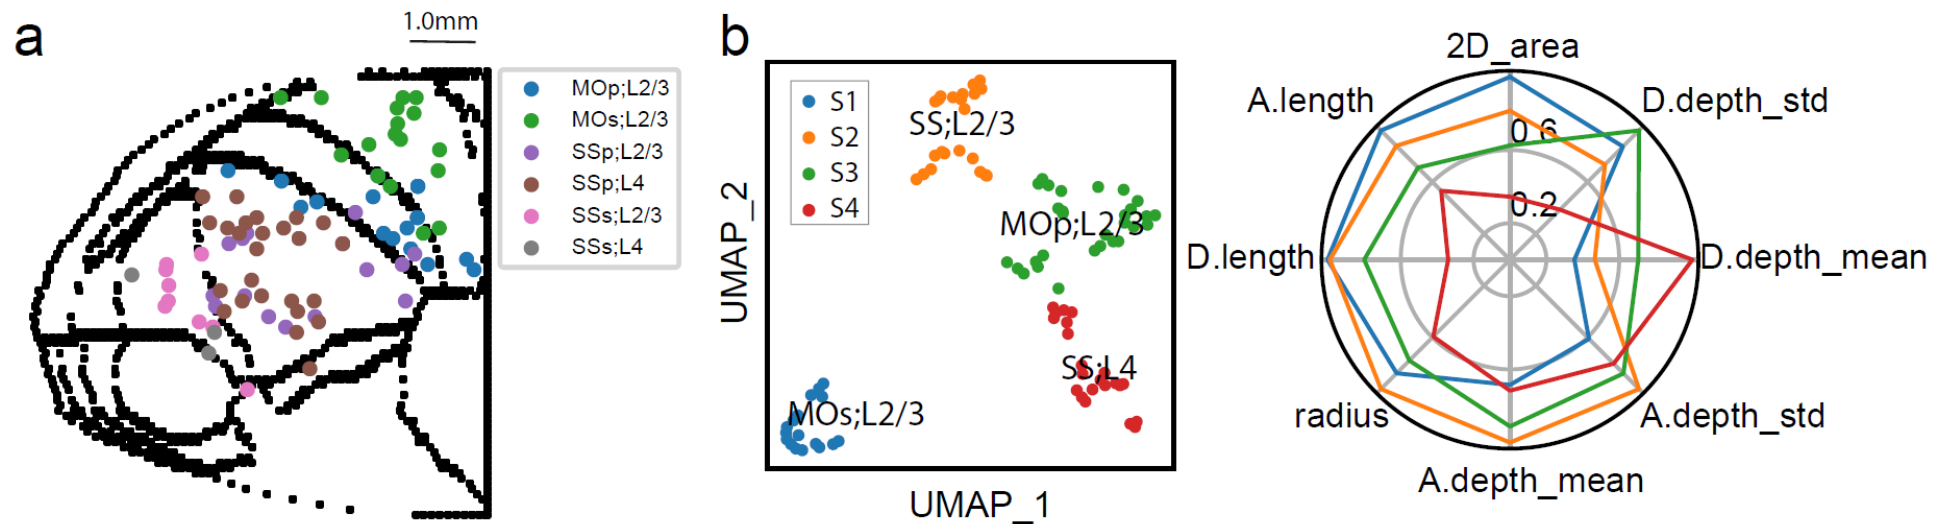 a
1.0mm
MOp;L2/3
MOs;L2/3
SSp;L2/3
SSp;L4
SSs;L2/3
SSs;L4
b
S1
S2
S3
S4
SS;L2/3
MOp;L2/3
SS;L4
MOs;L2/3
UMAP_2
UMAP_1
2D_area
A.length
D.depth_std
0.6
0.2
D.length
D.depth_mean
radius
A.depth_std
A.depth_mean